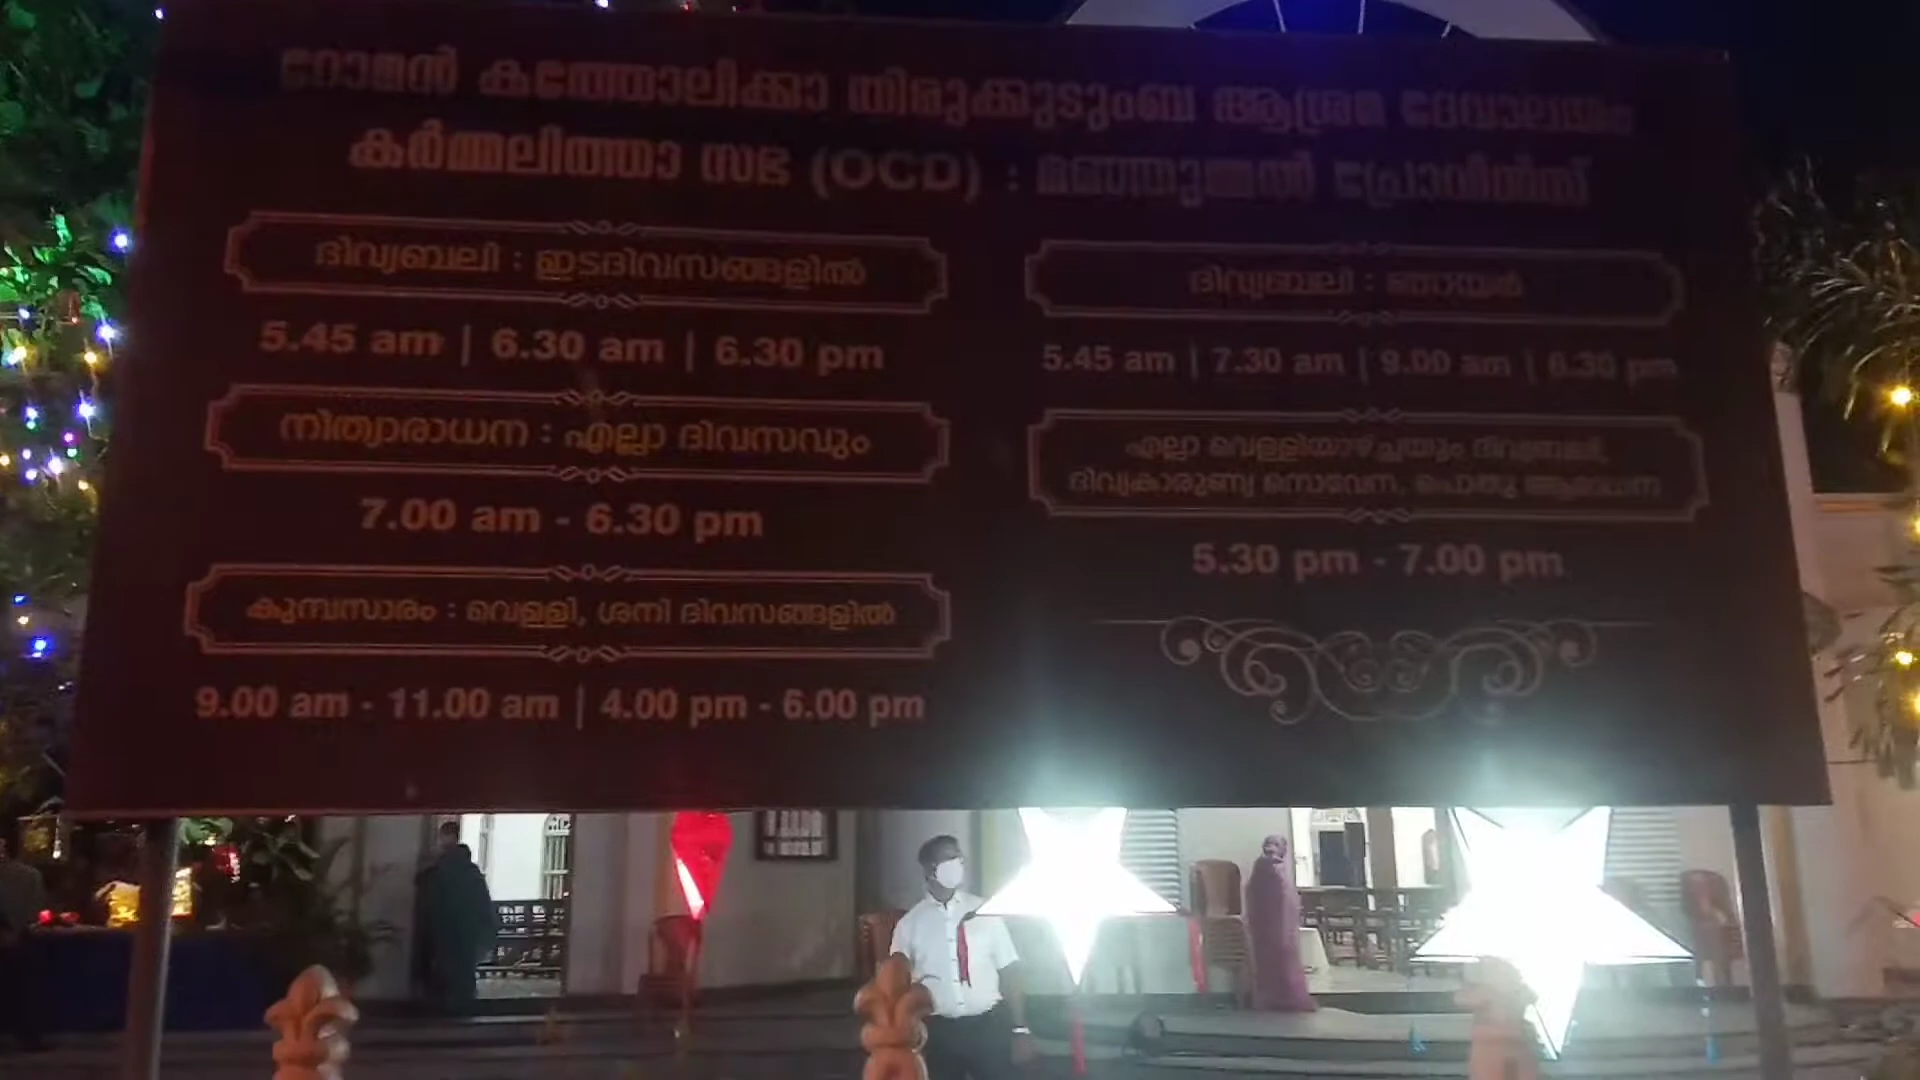 റോമൻ കത്തോലിക്കാ തിരുക്കുടുംബ ആശ്രമ ദേവാലയം
കർമ്മലീത്താ സഭ (OCD) : മഞ്ഞുമ്മൽ പ്രോവിൻസ്
ദിവ്യബലി : ഇടദിവസങ്ങളിൽ
5.45 am | 6.30 am | 6.30 pm
നിത്യാരാധന : എല്ലാ ദിവസവും
7.00 am - 6.30 pm
കുമ്പസാരം : വെള്ളി, ശനി ദിവസങ്ങളിൽ
9.00 am - 11.00 am | 4.00 pm - 6.00 pm
ദിവ്യബലി : ഞായർ
5.45 am | 7.30 am | 9.00 am | 6.30 pm
എല്ലാ വെള്ളിയാഴ്ച്ചയും ദിവ്യബലി,
ദിവ്യകാരുണ്യ നൊവേന, പൊതു ആരാധന
5.30 pm - 7.00 pm